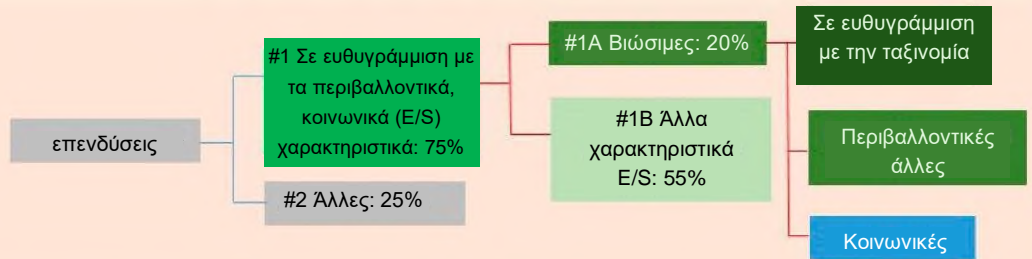 επενδύσεις
#1 Σε ευθυγράμμιση με
τα περιβαλλοντικά,
κοινωνικά (E/S)
χαρακτηριστικά: 75%
#2 Άλλες: 25%
#1A Βιώσιμες: 20%
#1B Άλλα
χαρακτηριστικά
E/S: 55%
Σε ευθυγράμμιση
με την ταξινομία
Περιβαλλοντικές
άλλες
Κοινωνικές